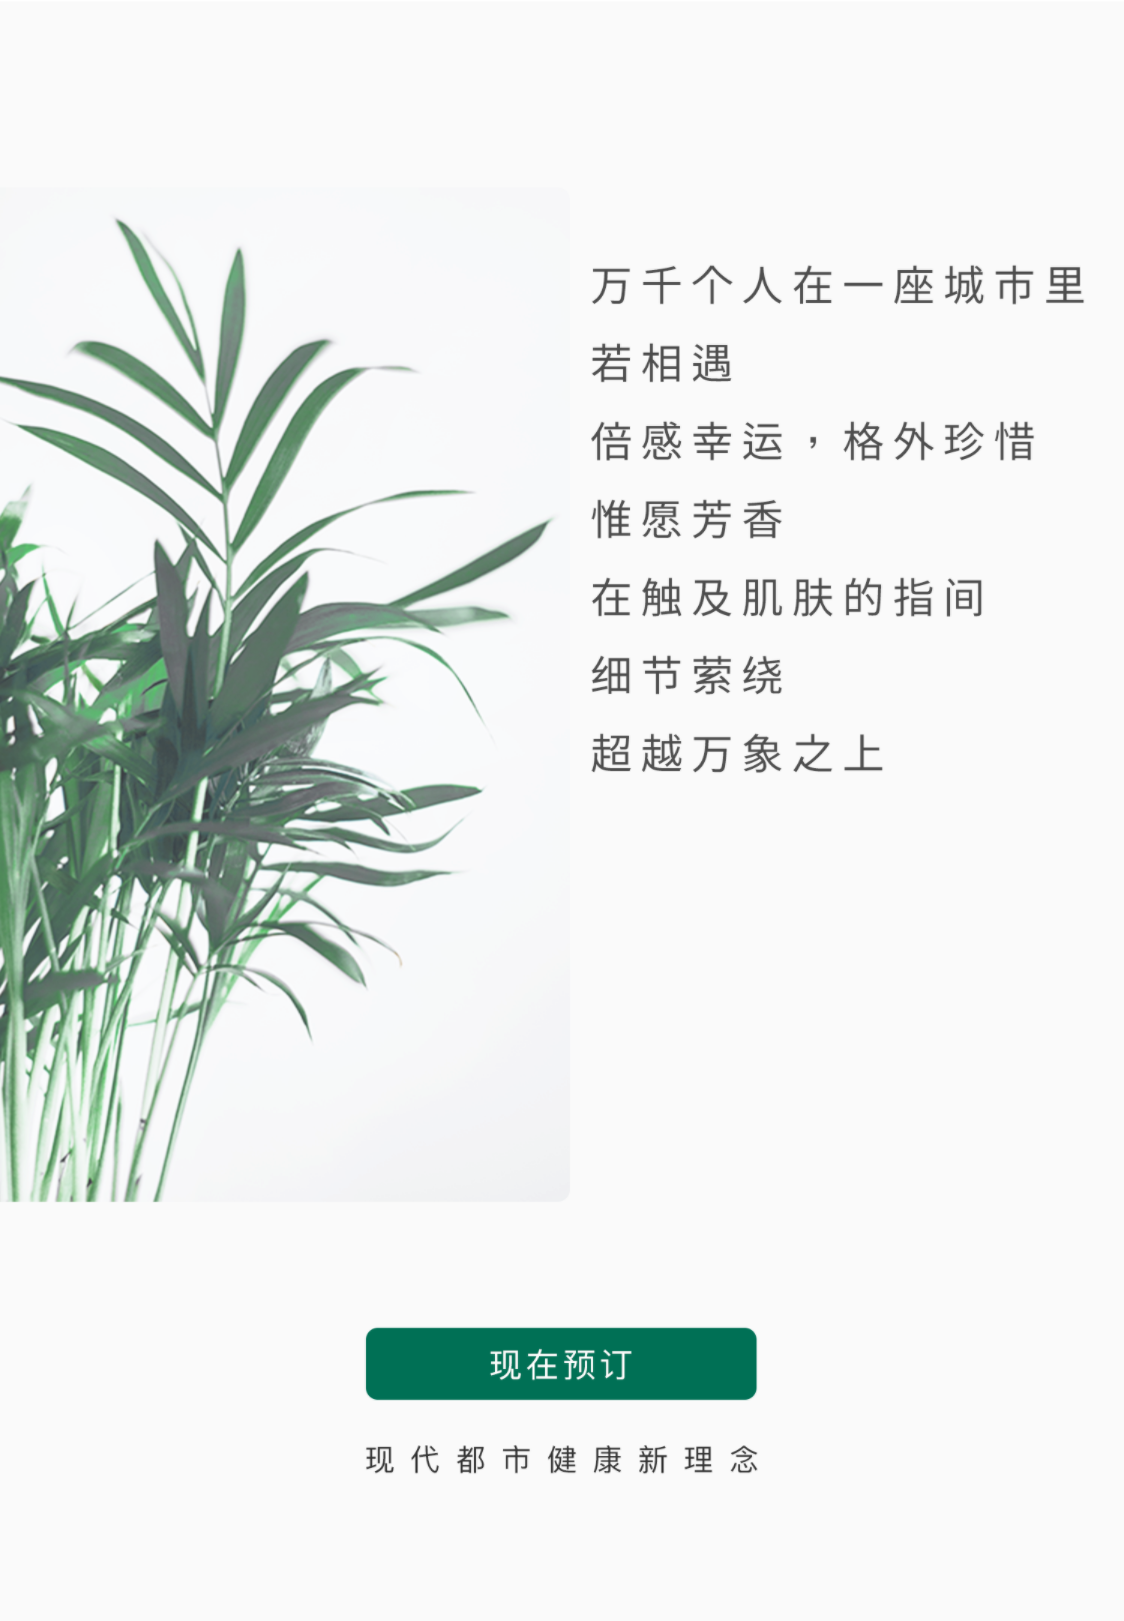 万千个人在一座城市里
若相遇
倍感幸运，格外珍惜
惟愿芳香
在触及肌肤的指间
细节萦绕
超越万象之上
现在预订
现代都市健康新理念